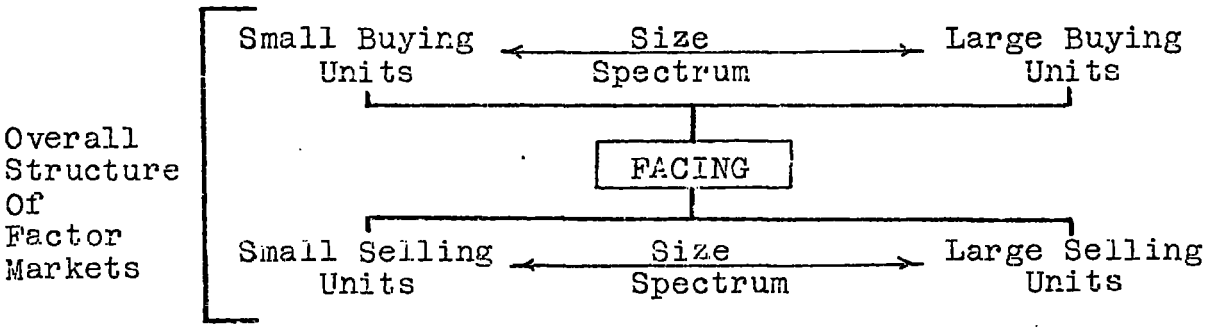 Small Buying Size Large Buying
Units Spectrum Units
Overall
Structure
Of
Factor
Markets
FACING
Small Selling Size Large Selling
Units Spectrum Units